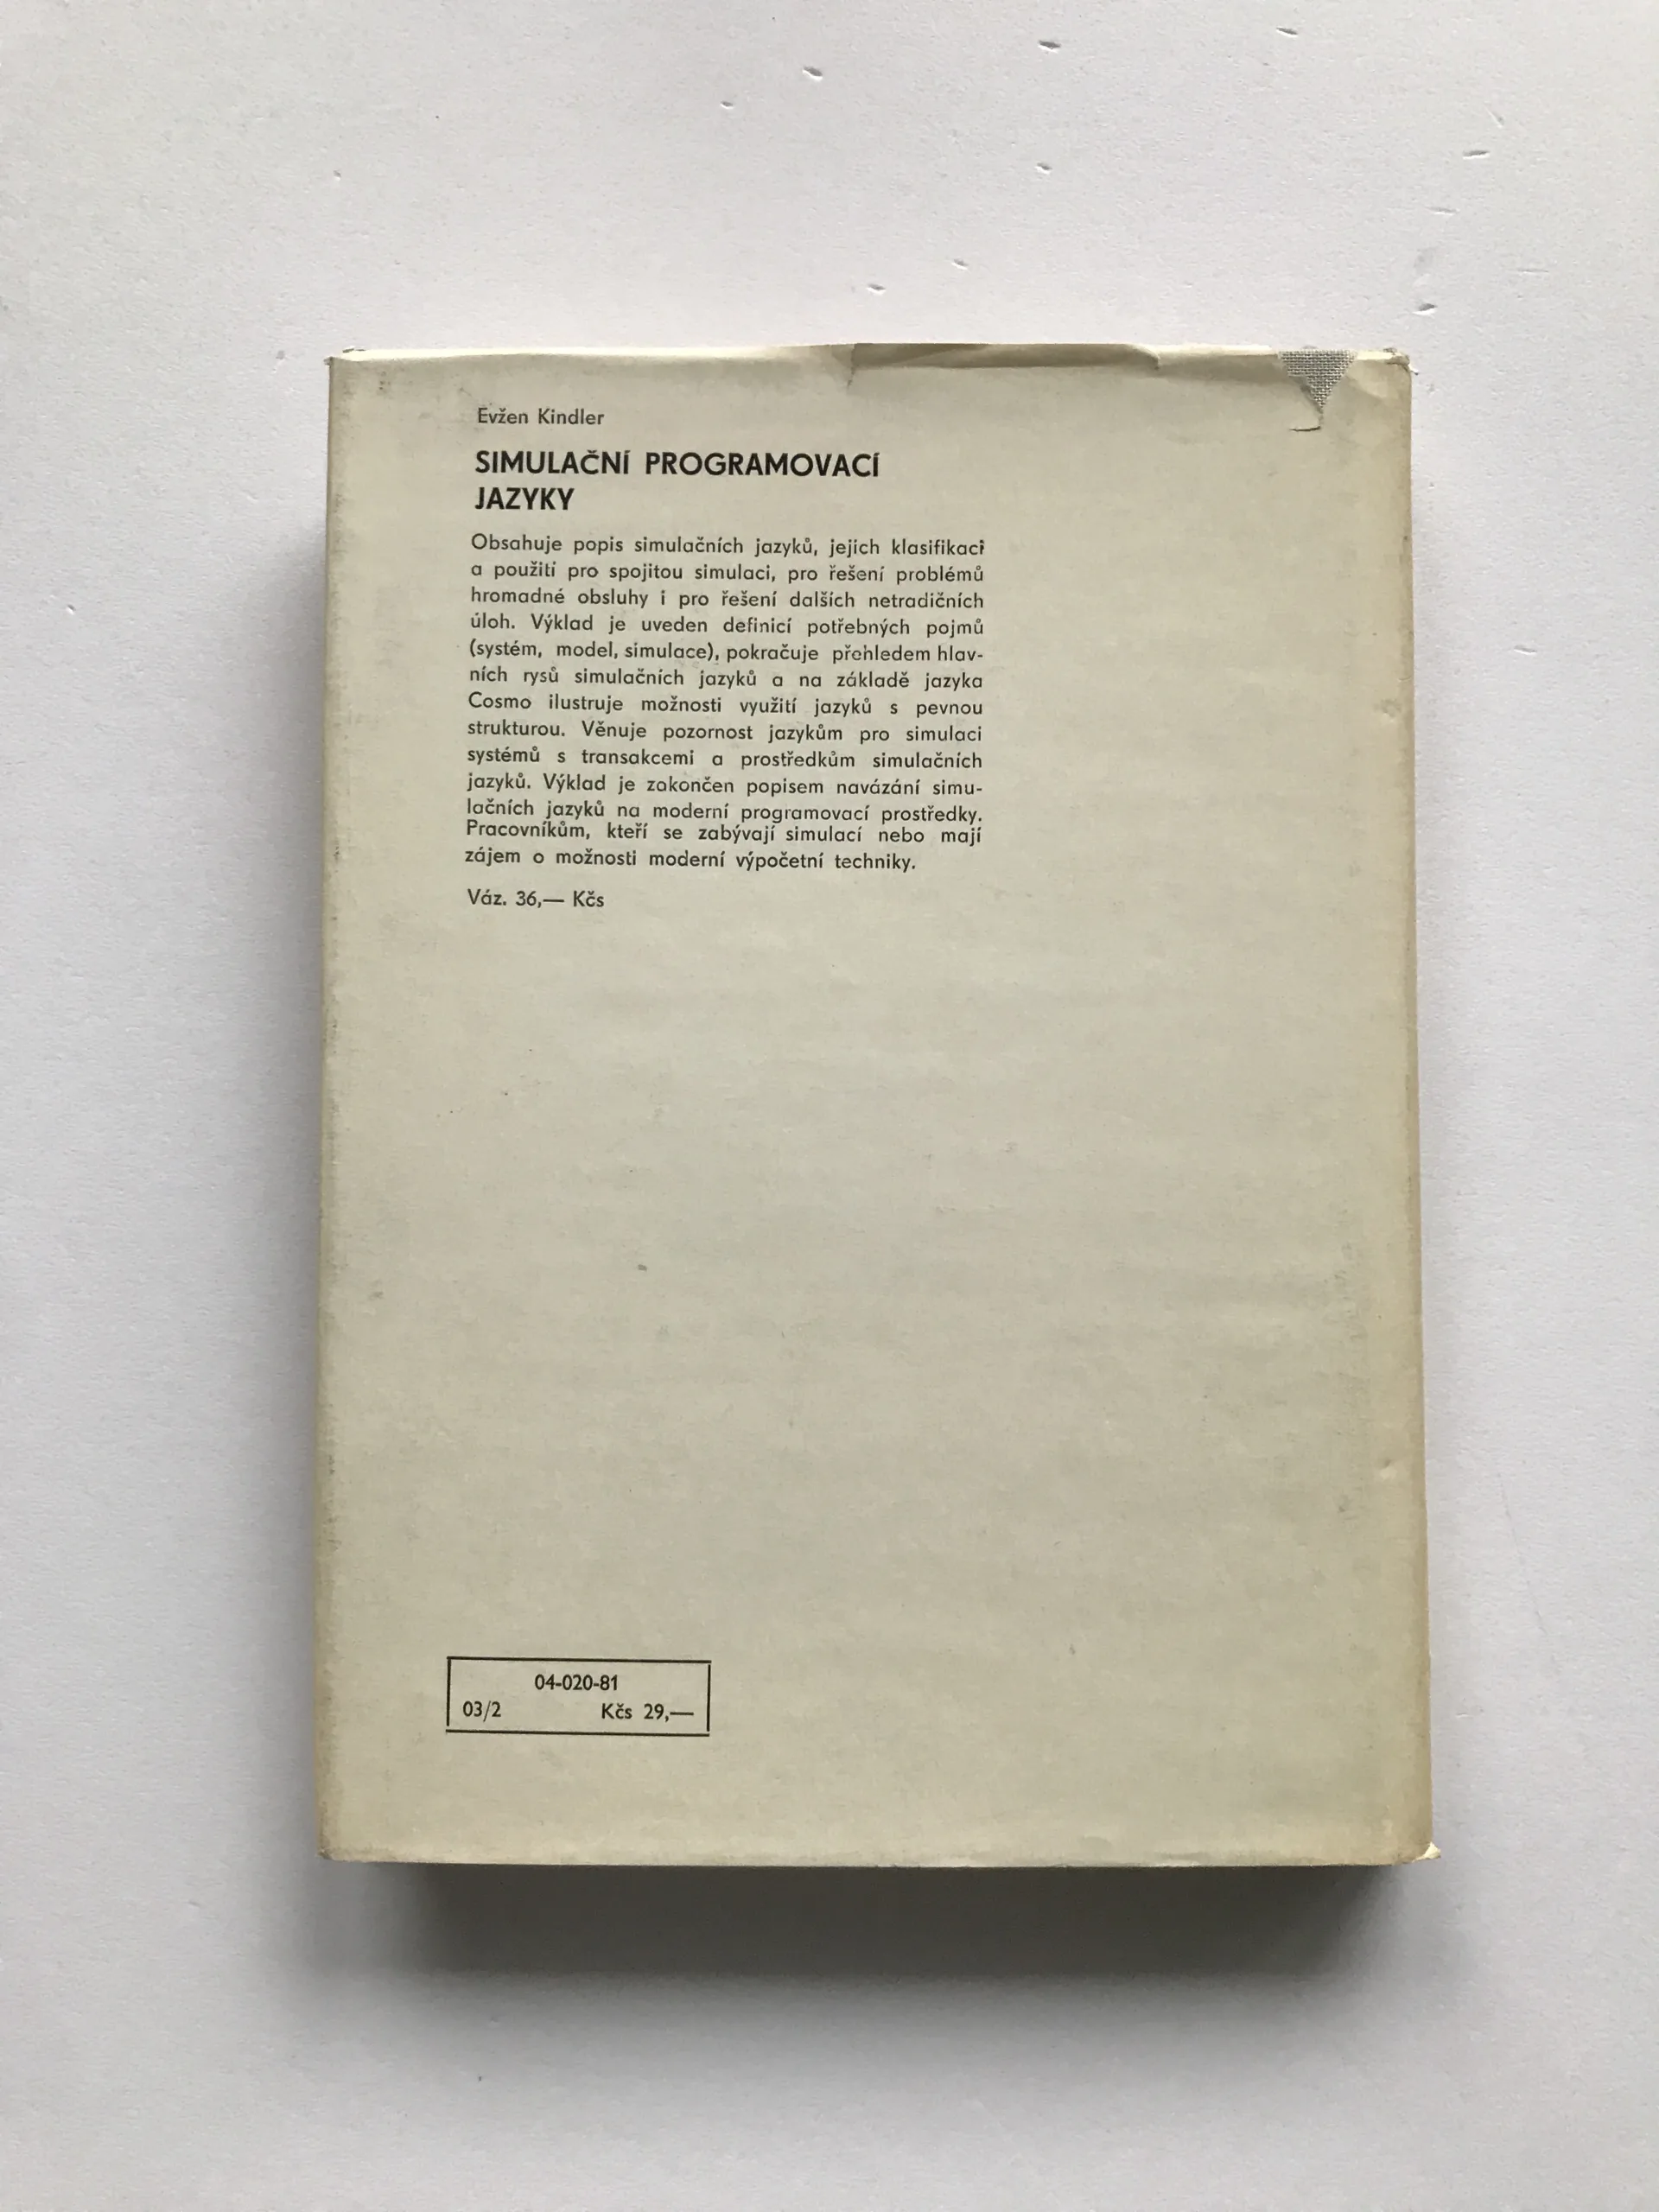 Evžen Kindler
SIMULAČNÍ PROGRAMOVACÍ
JAZYKY
Obsahuje popis simulačních jazyků, jejich klasifikaci
a použití pro spojitou simulaci, pro řešení problémů
hromadné obsluhy i pro řešení dalších netradičních
úloh. Výklad je uveden definicí potřebných pojmů
(systém, model, simulace), pokračuje přehledem hlav-
ních rysů simulačních jazyků a na základě jazyka
Cosmo ilustruje možnosti využití jazyků s pevnou
strukturou. Věnuje pozornost jazykům pro simulaci
systémů s transakcemi a prostředkům simulačních
jazyků. Výklad je zakončen popisem navázání simu-
lačních jazyků na moderní programovací prostředky.
Pracovníkům, kteří se zabývají simulací nebo mají
zájem o možnosti moderní výpočetní techniky.
Váz. 36,— Kčs
04-020-81
03/2 Kčs 29,—